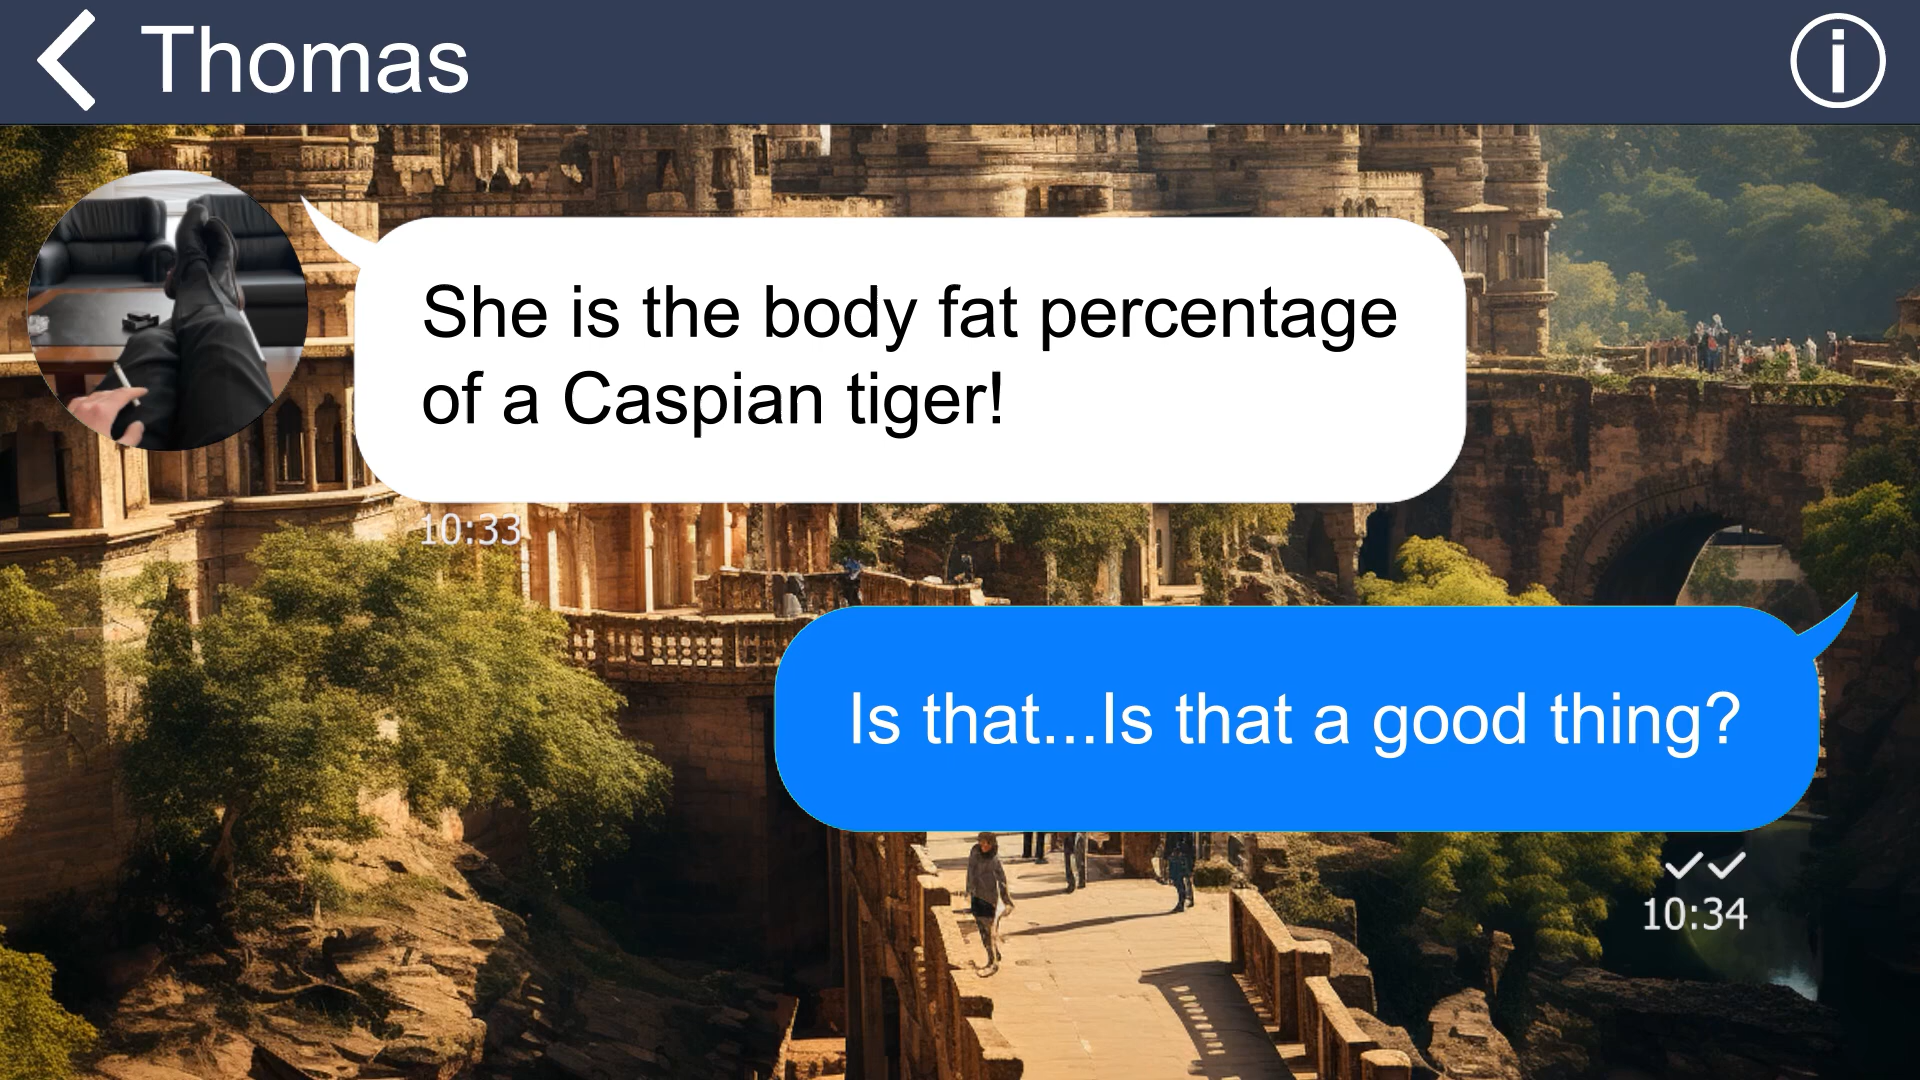 Thomas
She is the body fat percentage
of a Caspian tiger!
10:33
Is that...Is that a good thing?
10:34